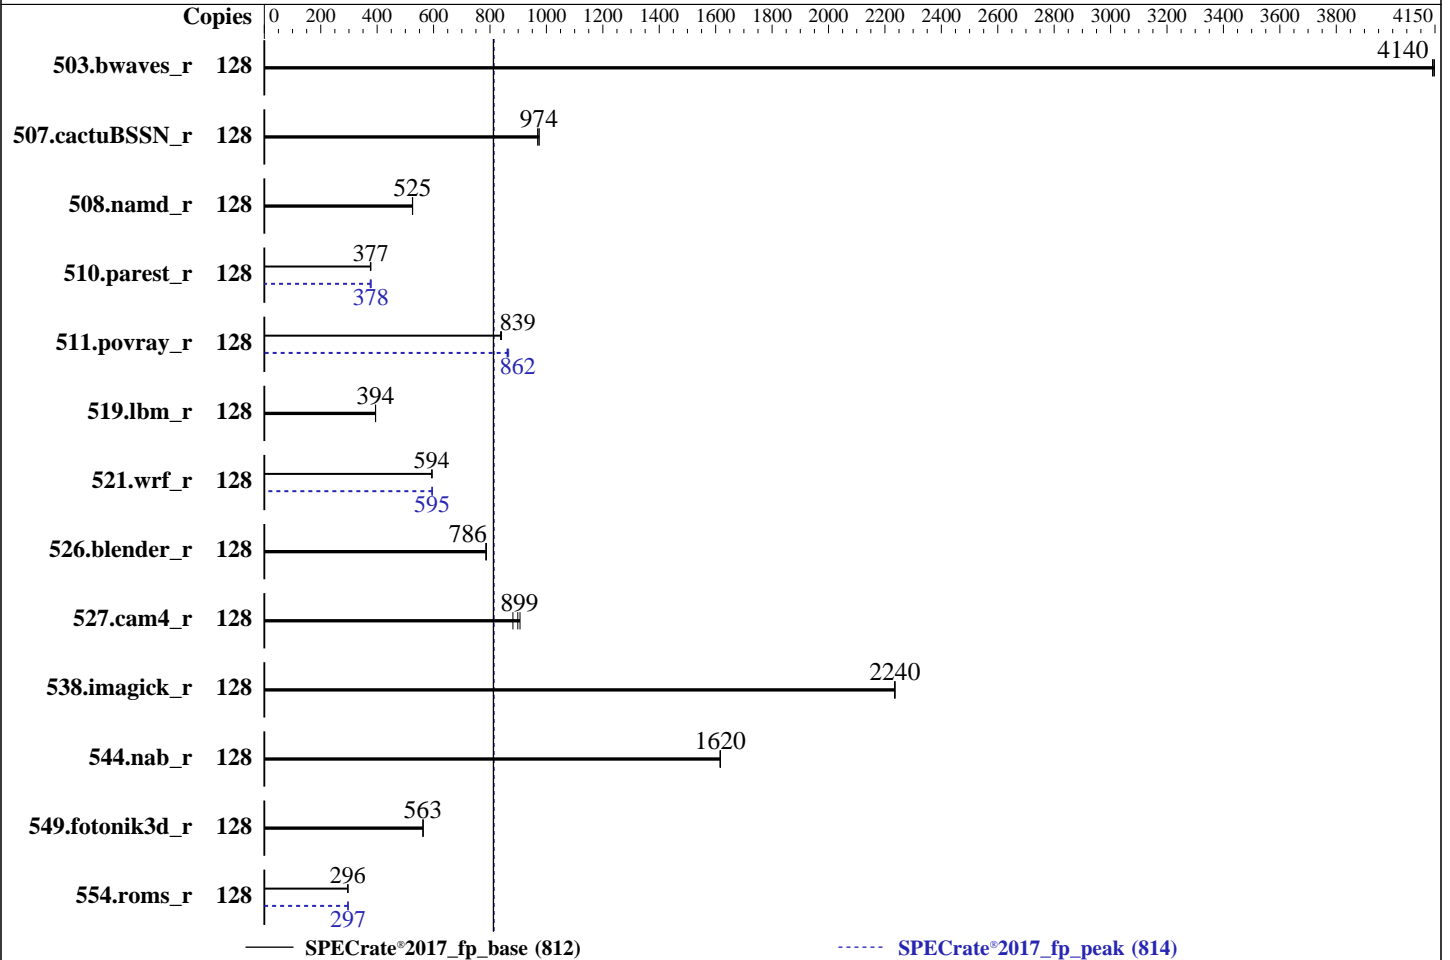 Copies 0 200 400 600 800 1000 1200 1400 1600 1800 2000 2200 2400 2600 2800 3000 3200 3400 3600 3800 4150
503.bwaves_r 128 4140
507.cactuBSSN_r 128 974
508.namd_r 128 525
510.parest_r 128 377
378
511.povray_r 128 839
862
519.lbm_r 128 394
521.wrf_r 128 594
595
526.blender_r 128 786
527.cam4_r 128 899
538.imagick_r 128 2240
544.nab_r 128 1620
549.fotonik3d_r 128 563
554.roms_r 128 296
297
SPECrate®2017_fp_base (812) SPECrate®2017_fp_peak (814)